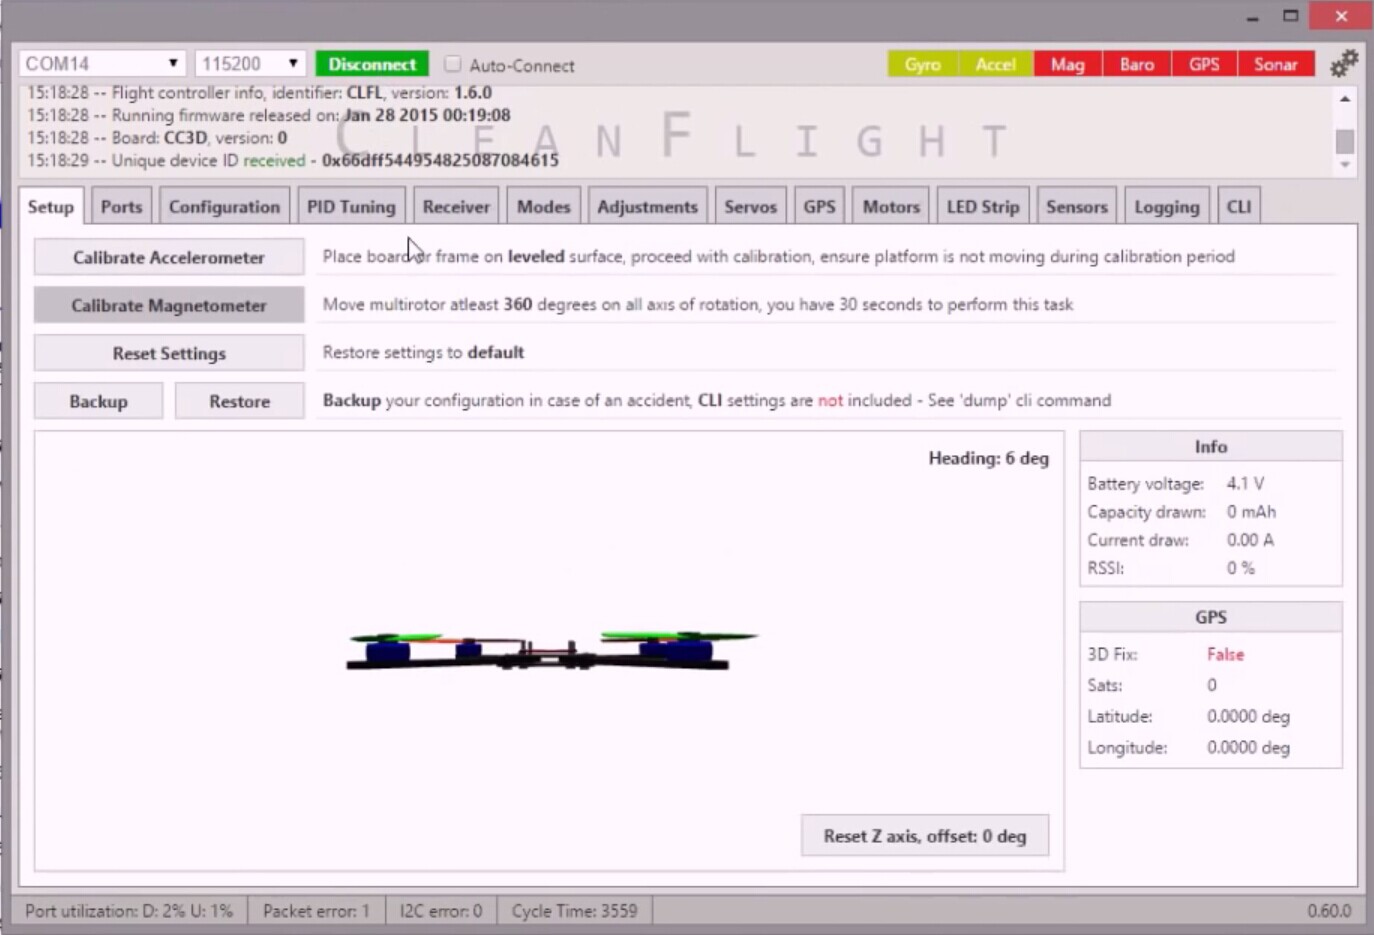 COM14 115200 Disconnect Auto-Connect Gyro Accel Mag Baro GPS Sonar
15:18:28 -- Flight controller info, identifier: CLFL, version: 1.6.0
15:18:28 -- Running firmware released on: Jan 28 2015 00:19:08
15:18:28 -- Board: CC3D, version: 0
15:18:29 -- Unique device ID received - 0x66dff544954825087084615
CLEANFLIGHT
Setup Ports Configuration PID Tuning Receiver Modes Adjustments Servos GPS Motors LED Strip Sensors Logging CLI
Calibrate Accelerometer Place board or frame on leveled surface, proceed with calibration, ensure platform is not moving during calibration period
Calibrate Magnetometer Move multirotor atleast 360 degrees on all axis of rotation, you have 30 seconds to perform this task
Reset Settings Restore settings to default
Backup Restore Backup your configuration in case of an accident, CLI settings are not included - See 'dump' cli command
Heading: 6 deg
Info
Battery voltage: 4.1 V
Capacity drawn: 0 mAh
Current draw: 0.00 A
RSSI: 0 %
GPS
3D Fix: False
Sats: 0
Latitude: 0.0000 deg
Longitude: 0.0000 deg
Reset Z axis, offset: 0 deg
Port utilization: D: 2% U: 1% Packet error: 1 I2C error: 0 Cycle Time: 3559 0.60.0